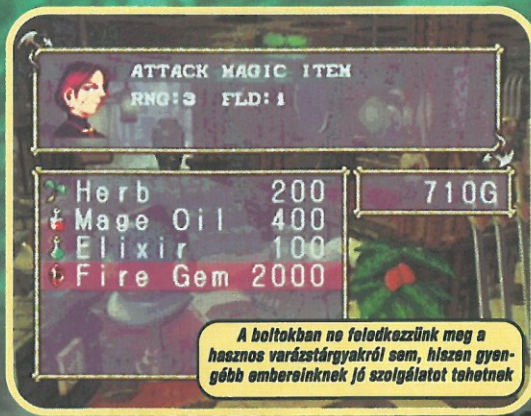 ATTACK MAGIC ITEM
RNG:3 FLD:1
Herb 200
Mage Oil 400
Elixir 100
Fire Gem 2000
710G
A boltokban ne feledkezzünk meg a
hasznos varázstárgyakról sem, hiszen gyen-
gébb embereinknek jó szolgálatot tehetnek